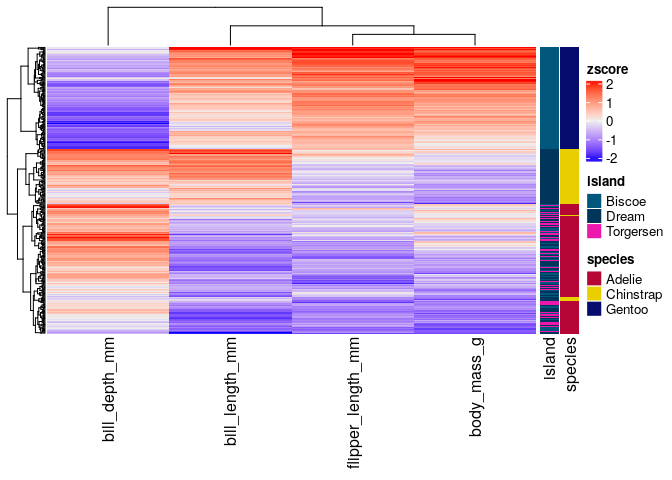 zscore
2
1
0
-1
-2
Island
Biscoe
Dream
Torgersen
species
Adelie
Chinstrap
Gentoo
bill_depth_mm
bill_length_mm
flipper_length_mm
body_mass_g
Island
species